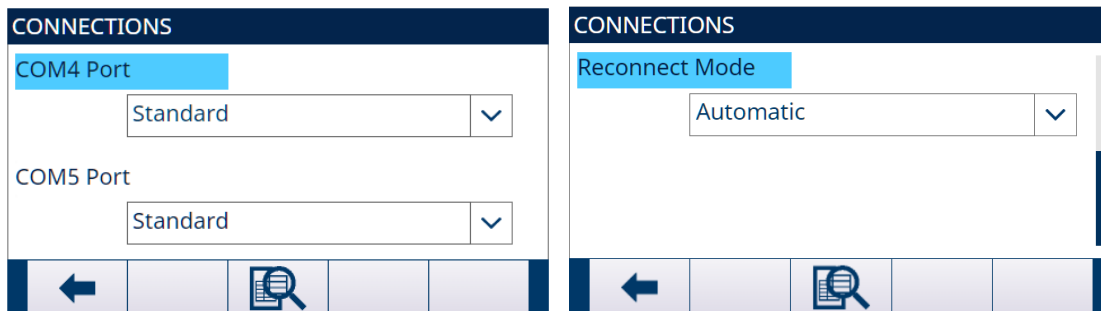 CONNECTIONS
COM4 Port
Standard
COM5 Port
Standard
CONNECTIONS
Reconnect Mode
Automatic